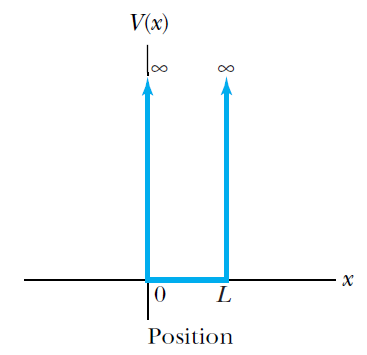 V(x)
∞ ∞
x
0 L
Position